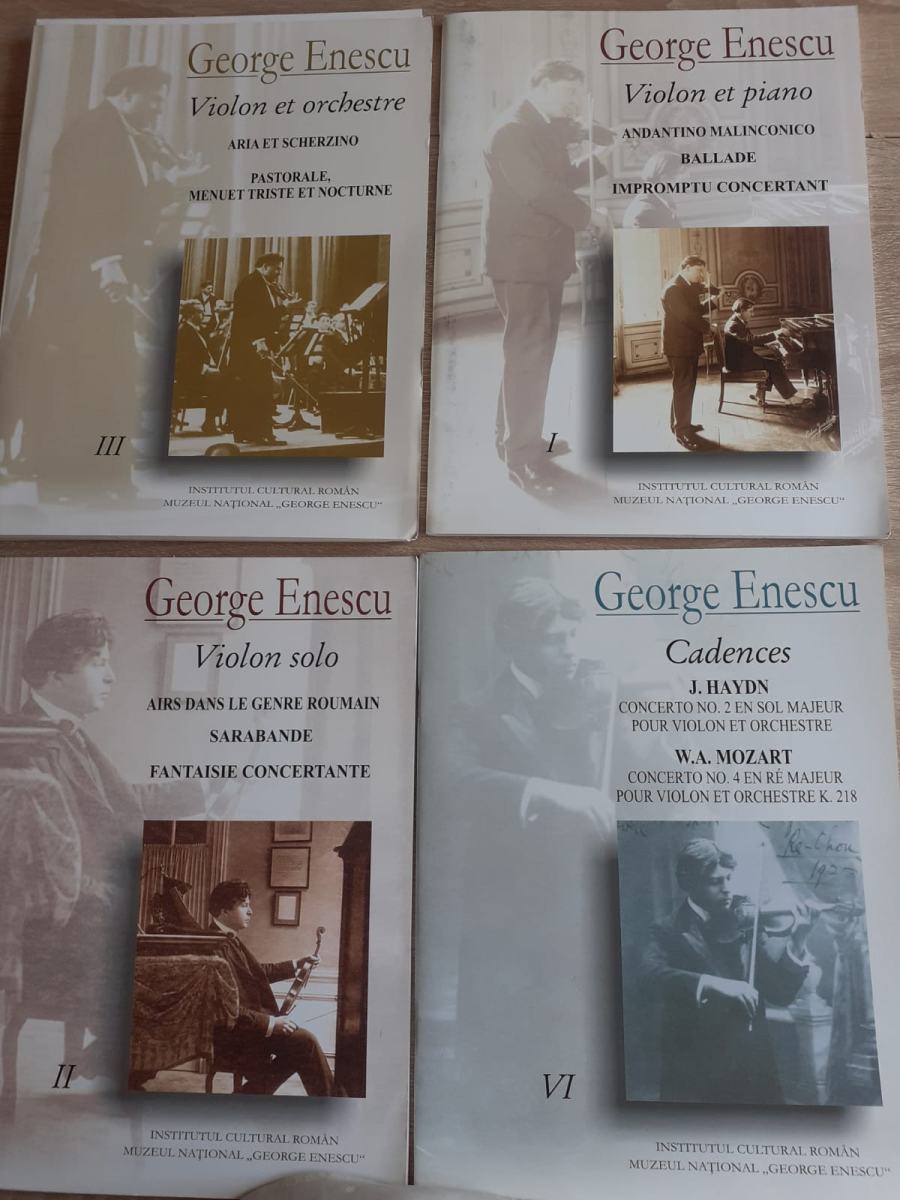 George Enescu
Violon et orchestre
ARIA ET SCHERZINO
PASTORALE,
MENUET TRISTE ET NOCTURNE
III
INSTITUTUL CULTURAL ROMÂN
MUZEUL NAȚIONAL „GEORGE ENESCU“
George Enescu
Violon et piano
ANDANTINO MALINCONICO
BALLADE
IMPROMPTU CONCERTANT
I
INSTITUTUL CULTURAL ROMÂN
MUZEUL NAȚIONAL „GEORGE ENESCU“
George Enescu
Violon solo
AIRS DANS LE GENRE ROUMAIN
SARABANDE
FANTAISIE CONCERTANTE
II
INSTITUTUL CULTURAL ROMÂN
MUZEUL NAȚIONAL „GEORGE ENESCU“
George Enescu
Cadences
J. HAYDN
CONCERTO NO. 2 EN SOL MAJEUR
POUR VIOLON ET ORCHESTRE
W.A. MOZART
CONCERTO NO. 4 EN RÉ MAJEUR
POUR VIOLON ET ORCHESTRE K. 218
VI
INSTITUTUL CULTURAL ROMÂN
MUZEUL NAȚIONAL „GEORGE ENESCU“